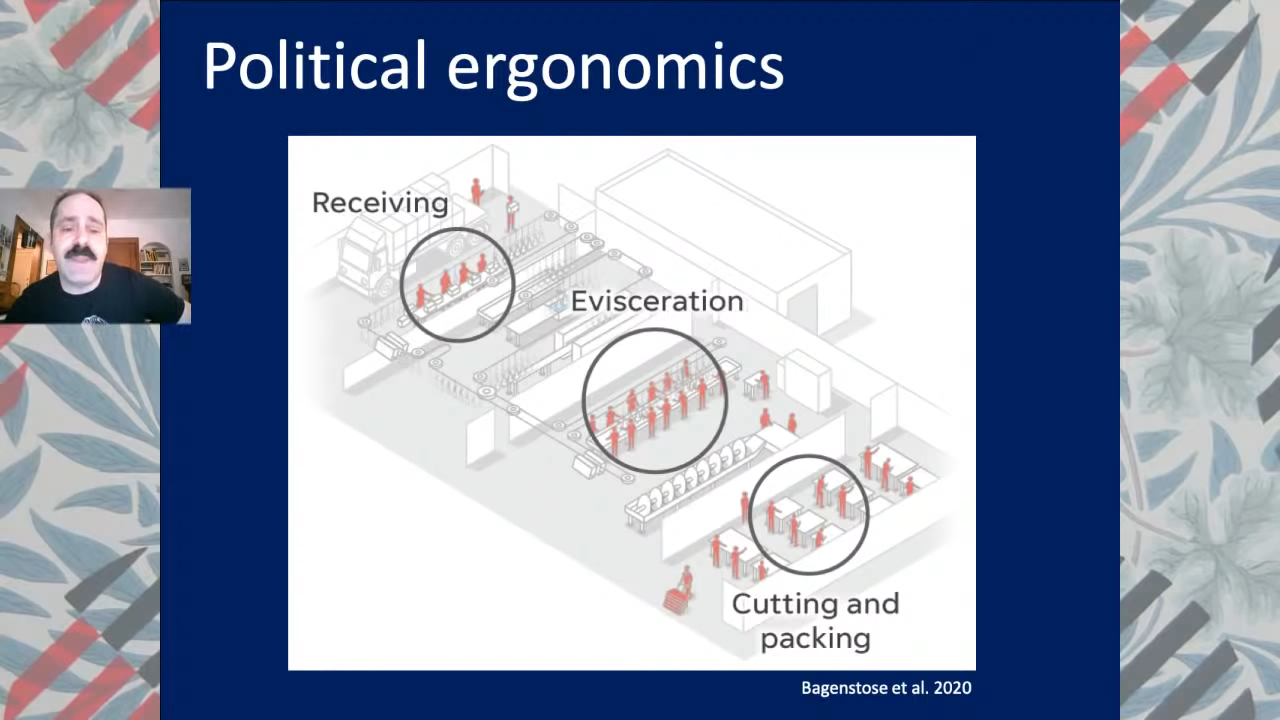 Political ergonomics
Receiving
Evisceration
Cutting and
packing
Bagenstose et al. 2020